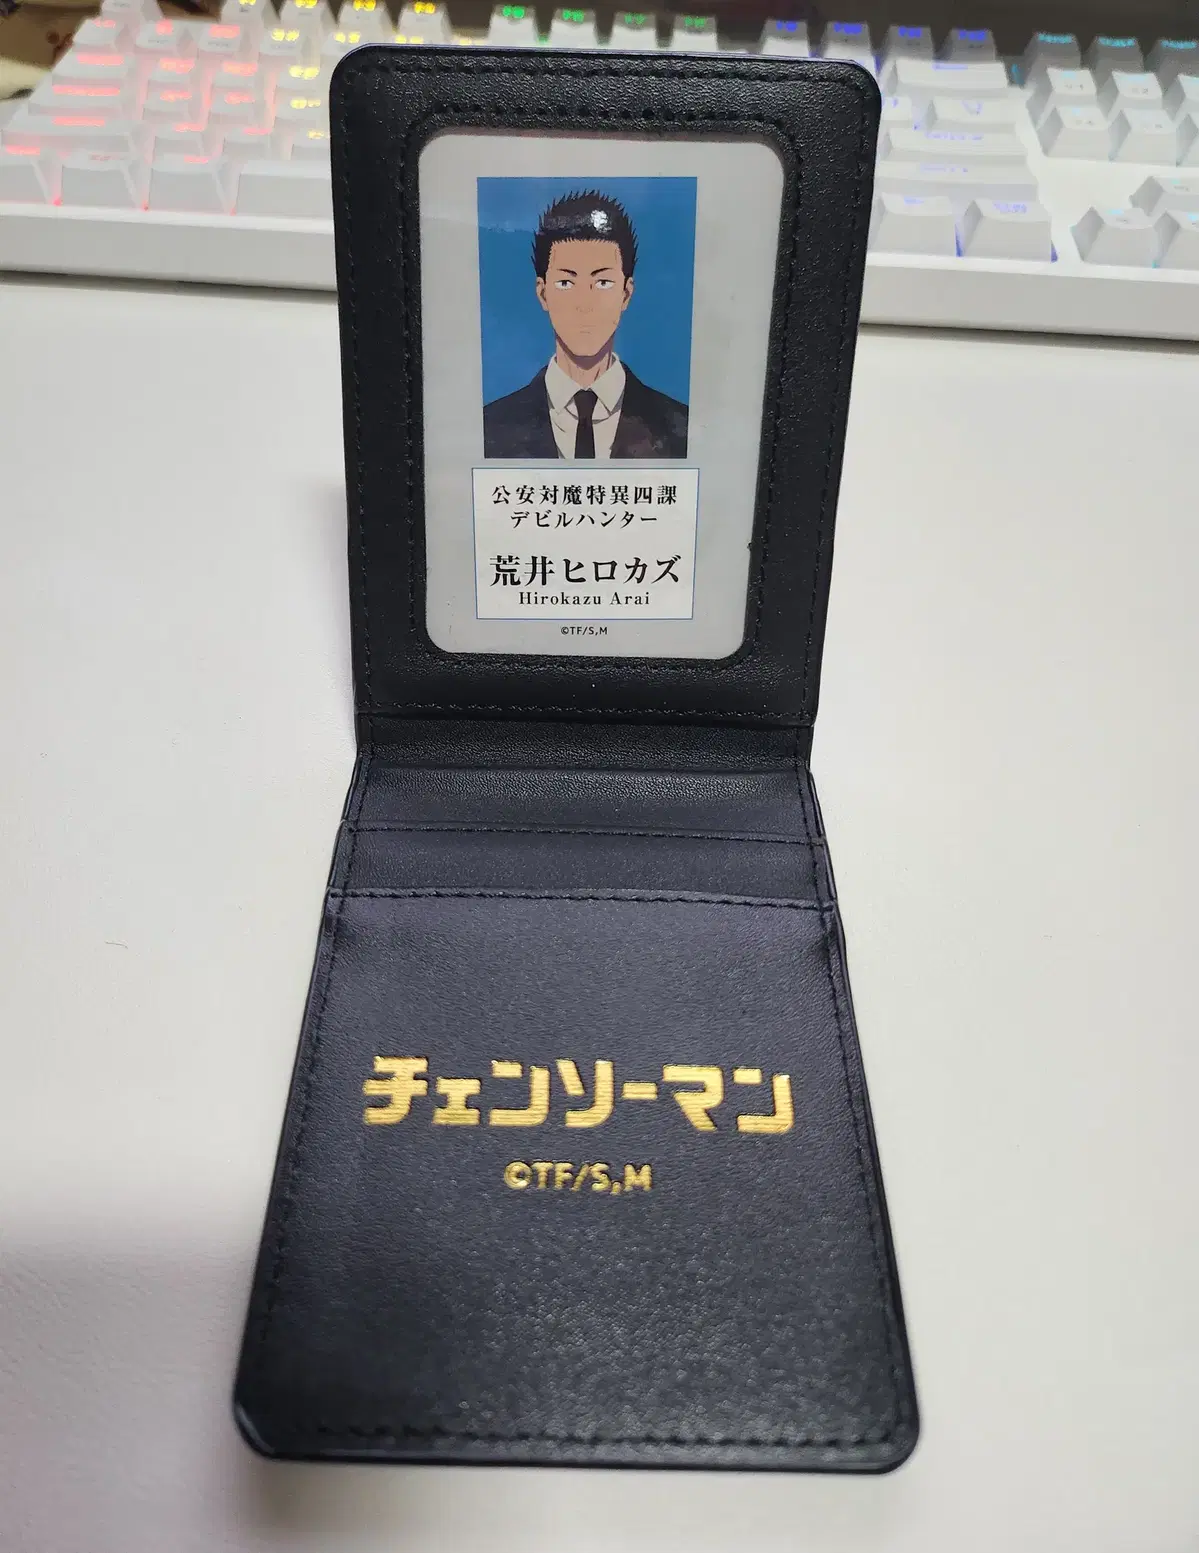 公安対魔特異四課
デビルハンター
荒井ヒロカズ
Hirokazu Arai
©TF/S,M
チェンソーマン
©TF/S,M